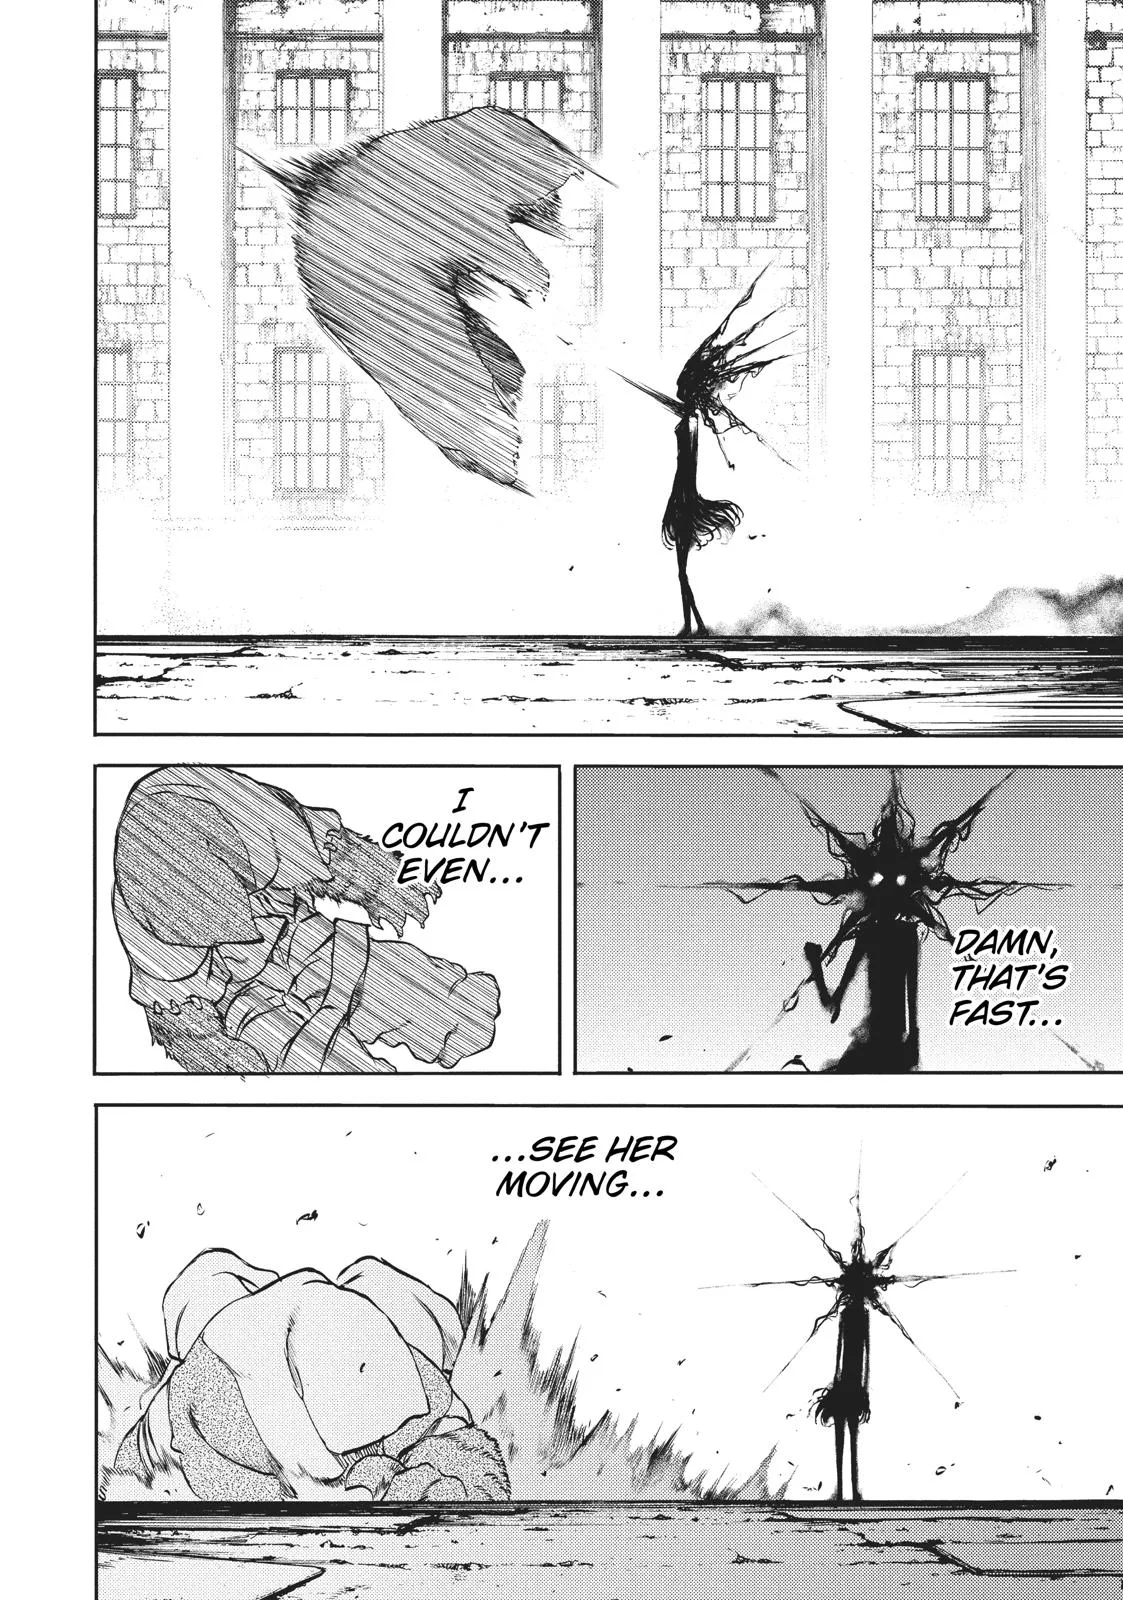 DAMN,
THAT'S
FAST...
I
COULDN'T
EVEN...
...SEE HER
MOVING...